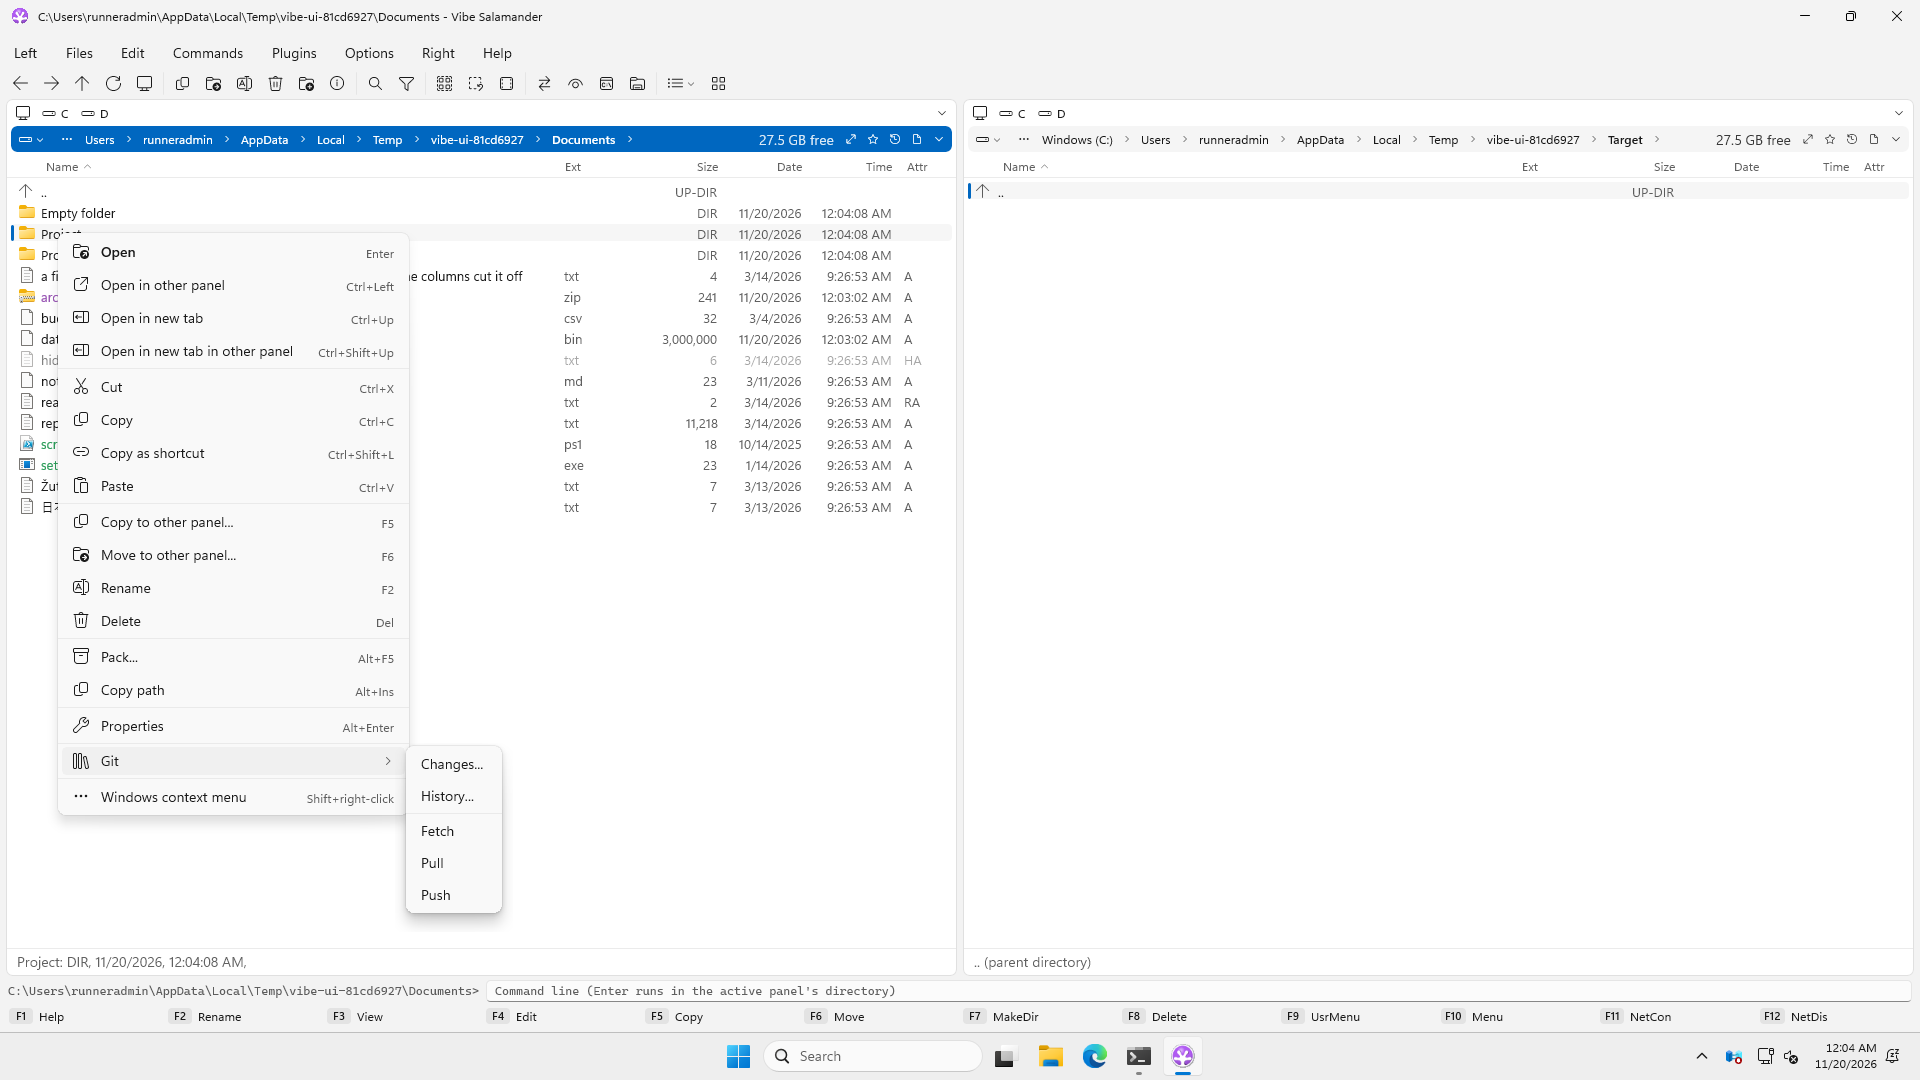 C:\Users\runneradmin\AppData\Local\Temp\vibe-ui-81cd6927\Documents - Vibe Salamander
Left Files Edit Commands Plugins Options Right Help
C D
Users runneradmin AppData Local Temp vibe-ui-81cd6927 Documents 27.5 GB free
Name Ext Size Date Time Attr
.. UP-DIR
Empty folder DIR 11/20/2026 12:04:08 AM
Project DIR 11/20/2026 12:04:08 AM
Pro DIR 11/20/2026 12:04:08 AM
a fi e columns cut it off txt 4 3/14/2026 9:26:53 AM A
arc zip 241 11/20/2026 12:03:02 AM A
bud csv 32 3/4/2026 9:26:53 AM A
dat bin 3,000,000 11/20/2026 12:03:02 AM A
hid txt 6 3/14/2026 9:26:53 AM HA
not md 23 3/11/2026 9:26:53 AM A
rea txt 2 3/14/2026 9:26:53 AM RA
rep txt 11,218 3/14/2026 9:26:53 AM A
scr ps1 18 10/14/2025 9:26:53 AM A
set exe 23 1/14/2026 9:26:53 AM A
Žu txt 7 3/13/2026 9:26:53 AM A
日 txt 7 3/13/2026 9:26:53 AM A
Open Enter
Open in other panel Ctrl+Left
Open in new tab Ctrl+Up
Open in new tab in other panel Ctrl+Shift+Up
Cut Ctrl+X
Copy Ctrl+C
Copy as shortcut Ctrl+Shift+L
Paste Ctrl+V
Copy to other panel... F5
Move to other panel... F6
Rename F2
Delete Del
Pack... Alt+F5
Copy path Alt+Ins
Properties Alt+Enter
Git
Windows context menu Shift+right-click
Changes...
History...
Fetch
Pull
Push
Project: DIR, 11/20/2026, 12:04:08 AM,
C D
Windows (C:) Users runneradmin AppData Local Temp vibe-ui-81cd6927 Target 27.5 GB free
Name Ext Size Date Time Attr
.. UP-DIR
.. (parent directory)
C:\Users\runneradmin\AppData\Local\Temp\vibe-ui-81cd6927\Documents> Command line (Enter runs in the active panel's directory)
F1 Help F2 Rename F3 View F4 Edit F5 Copy F6 Move F7 MakeDir F8 Delete F9 UsrMenu F10 Menu F11 NetCon F12 NetDis
Search
12:04 AM
11/20/2026